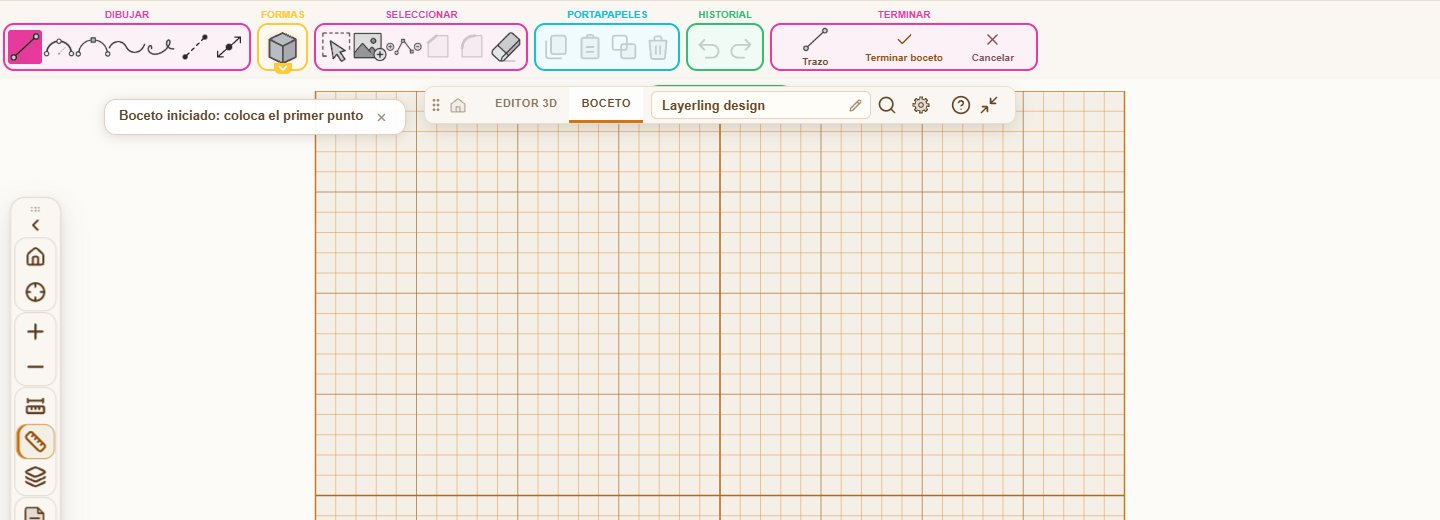 DIBUJAR
FORMAS
SELECCIONAR
PORTAPAPELES
HISTORIAL
TERMINAR
Trazo
Terminar boceto
Cancelar
Boceto iniciado: coloca el primer punto
EDITOR 3D
BOCETO
Layerling design